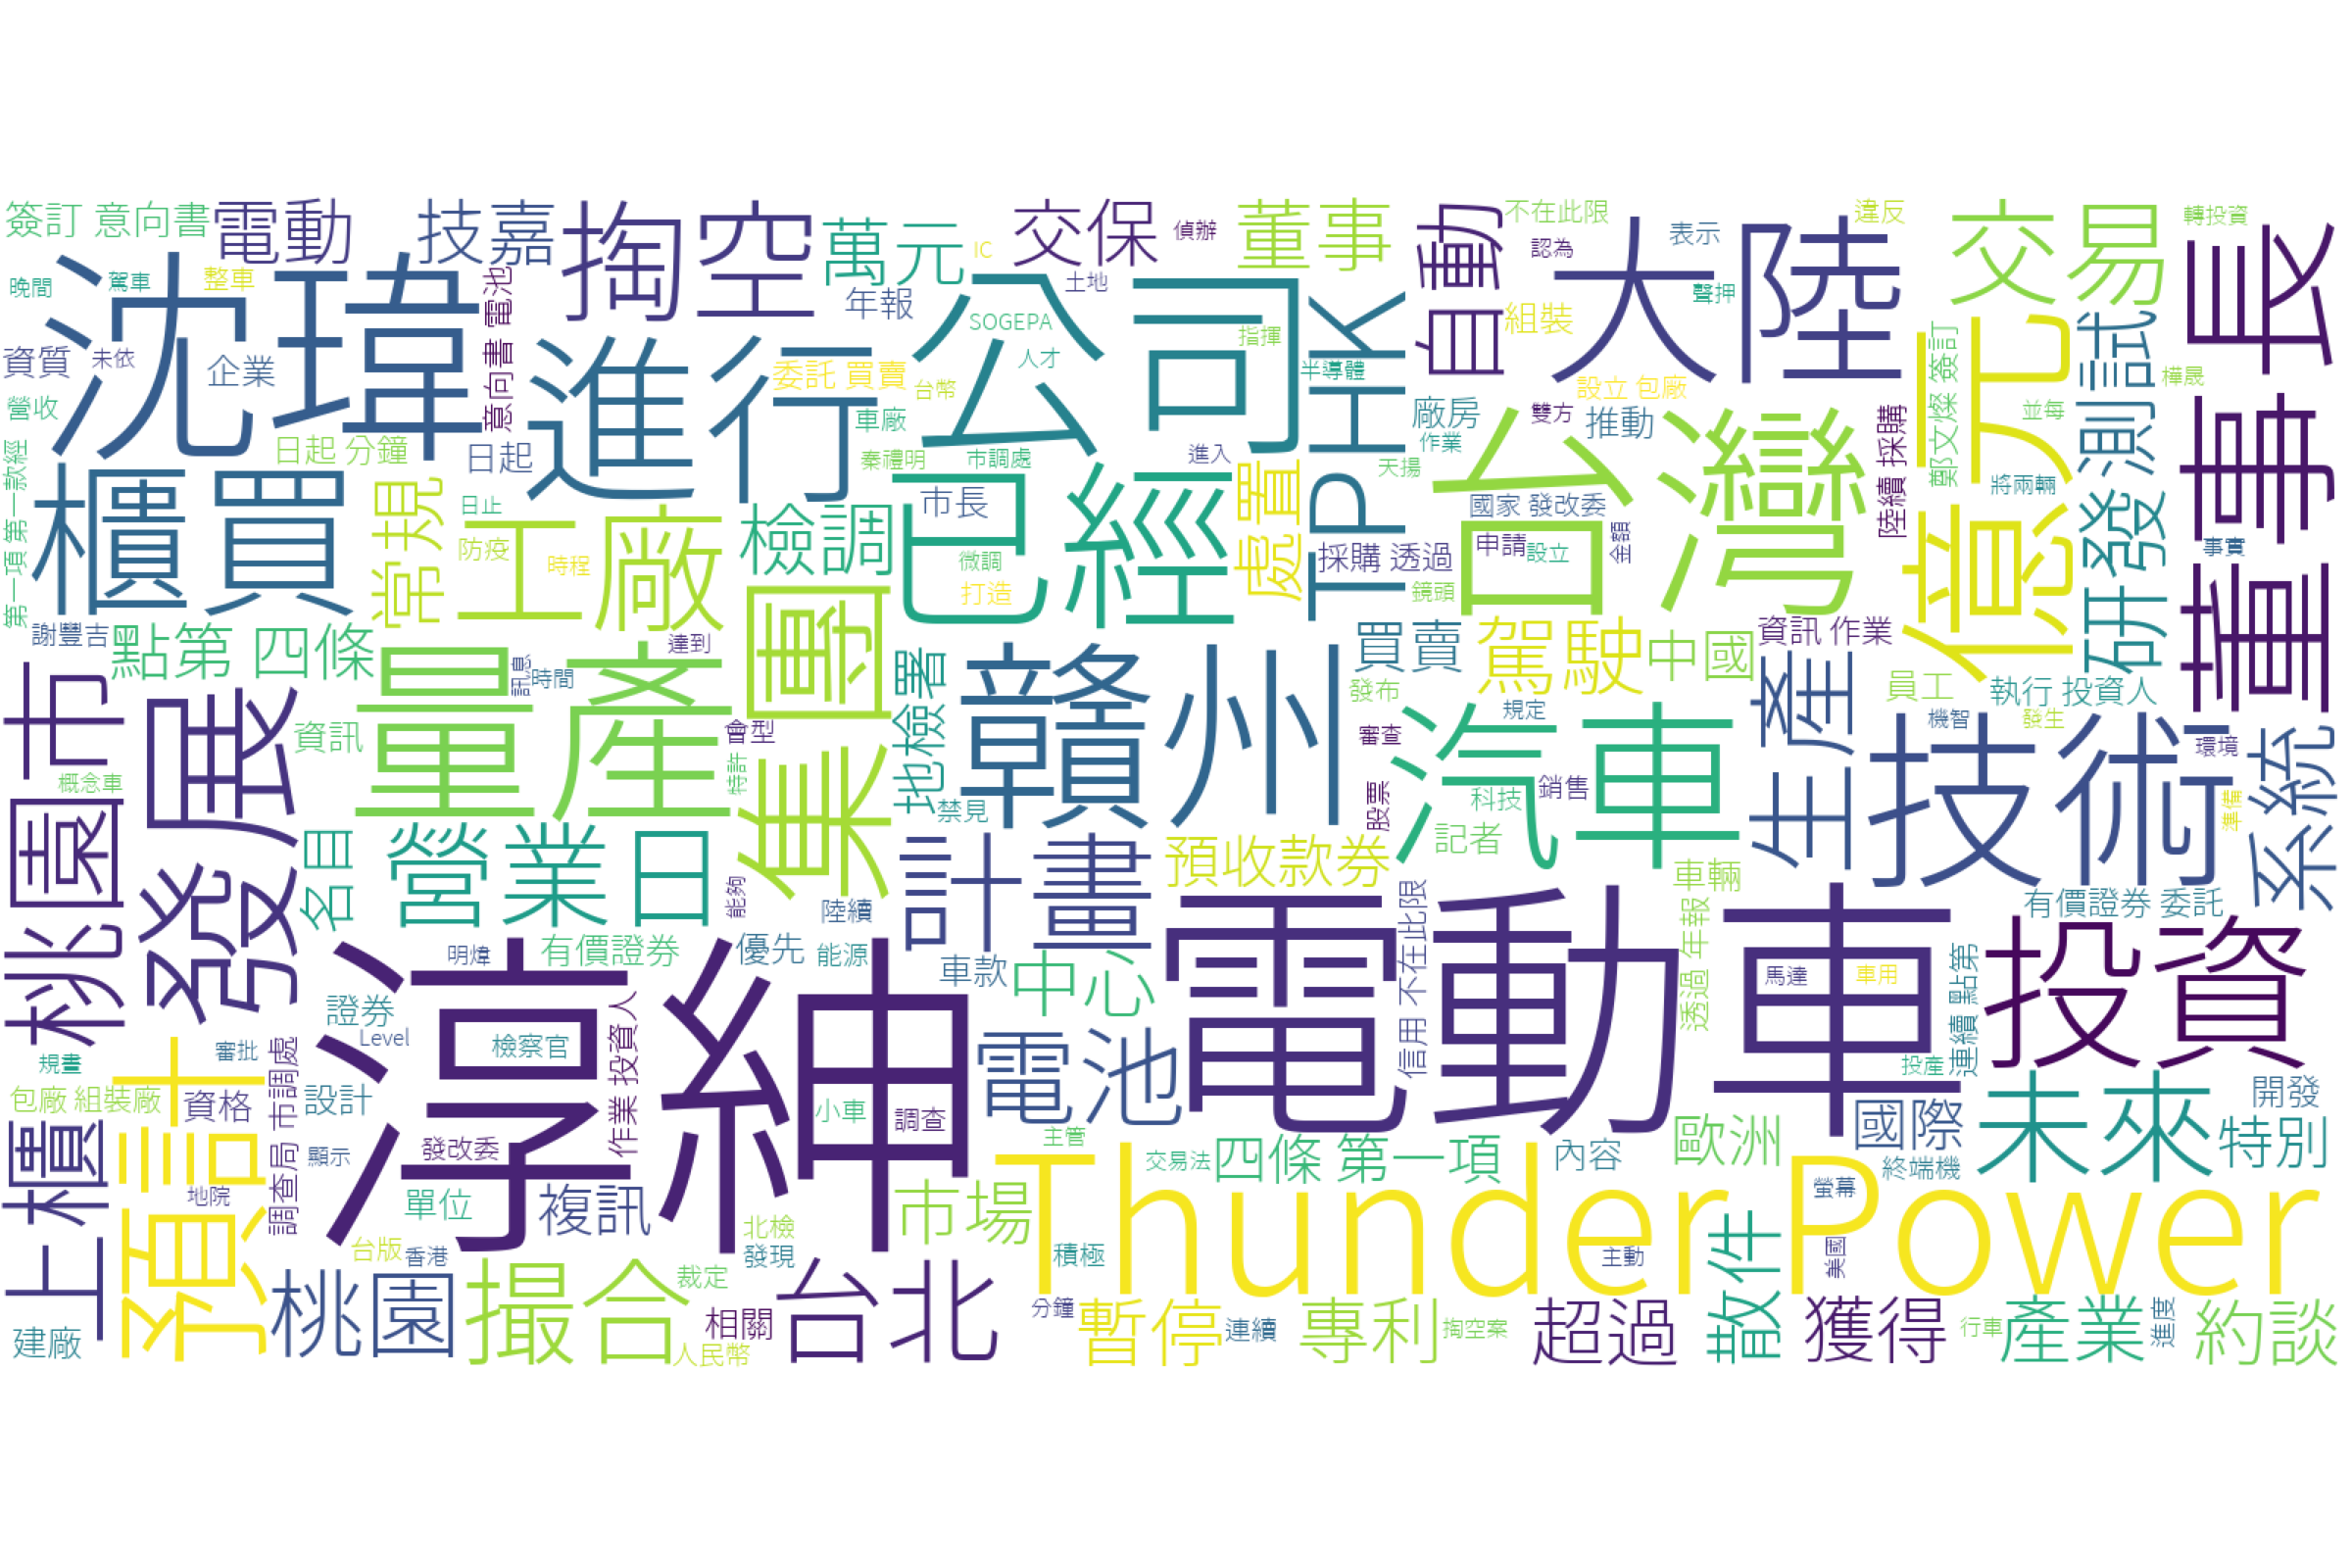 簽訂 意向書
電動
技嘉
掏空
萬元
交保
偵辦
董事
自動
不在此限
大陸
表示
違反
交易
轉投資
董事長
晚間
駕車
整車
沈瑋
意向書 電池
進行
年報
IC
土地
公司
SOGEPA
指揮
人才
TPHK
認為
聲押
組裝
億元
測試
鄭文燦 簽訂
樺晟
資質
未依
企業
營收
委託 買賣
台幣
半導體
設立 包廠
雙方
推動
廠房
作業
陸續 採購
並每
日起 分鐘
日起
車廠
秦禮明
市調處
進入
已經
處置
天揚
台灣
國家 發改委
將兩輛
第一項 第一款經
櫃買
常規
日止
工廠
防疫
時程
檢調
市長
微調
打造
採購 透過
申請
設立
金額
鏡頭
研發
事實
謝豐吉
點第 四條
量產
達到
訊息
時間
集團
地檢署
贛州
買賣
駕駛
中國
資訊 作業
發布
規定
員工
執行 投資人
機智
發生
環境
桃園市
發展
資訊
概念車
會型
特許
禁見
審查
股票
汽車
銷售
科技
記者
生產
技術
準備
系統
名目
營業日
能夠
陸續
計畫
預收款券
車輛
有價證券 委託
淳紳
明煒
有價證券
優先
能源
車款
中心
信用 不在此限
電動車
透過 年報
馬達
車用
連續 點第
投資
證券
Level
檢察官
作業 投資人
電池
投產
規畫
審批
包廠 組裝廠
預計
資格
調查局 市調處
設計
小車
調查
發改委
主管
交易法
四條 第一項
內容
歐洲
國際
終端機
未來
開發
特別
上櫃
地院
顯示
單位
複訊
北檢
市場
Thunder Power
螢幕
台版
香港
發現
積極
主動
美國
散件
建廠
桃園
撮合
裁定
相關
人民幣
台北
分鐘
暫停
連續
專利
掏空案
超過
獲得
行車
產業
進度
約談